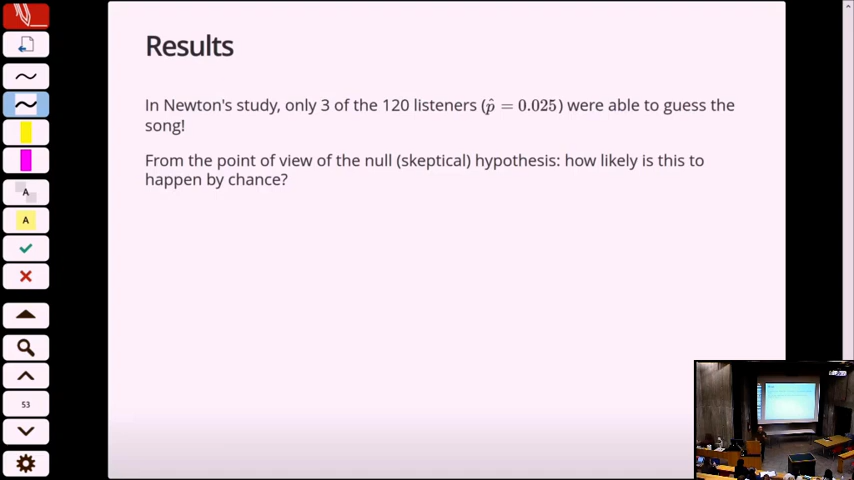 Results
In Newton's study, only 3 of the 120 listeners (p̂ = 0.025) were able to guess the
song!
From the point of view of the null (skeptical) hypothesis: how likely is this to
happen by chance?
A
A
53